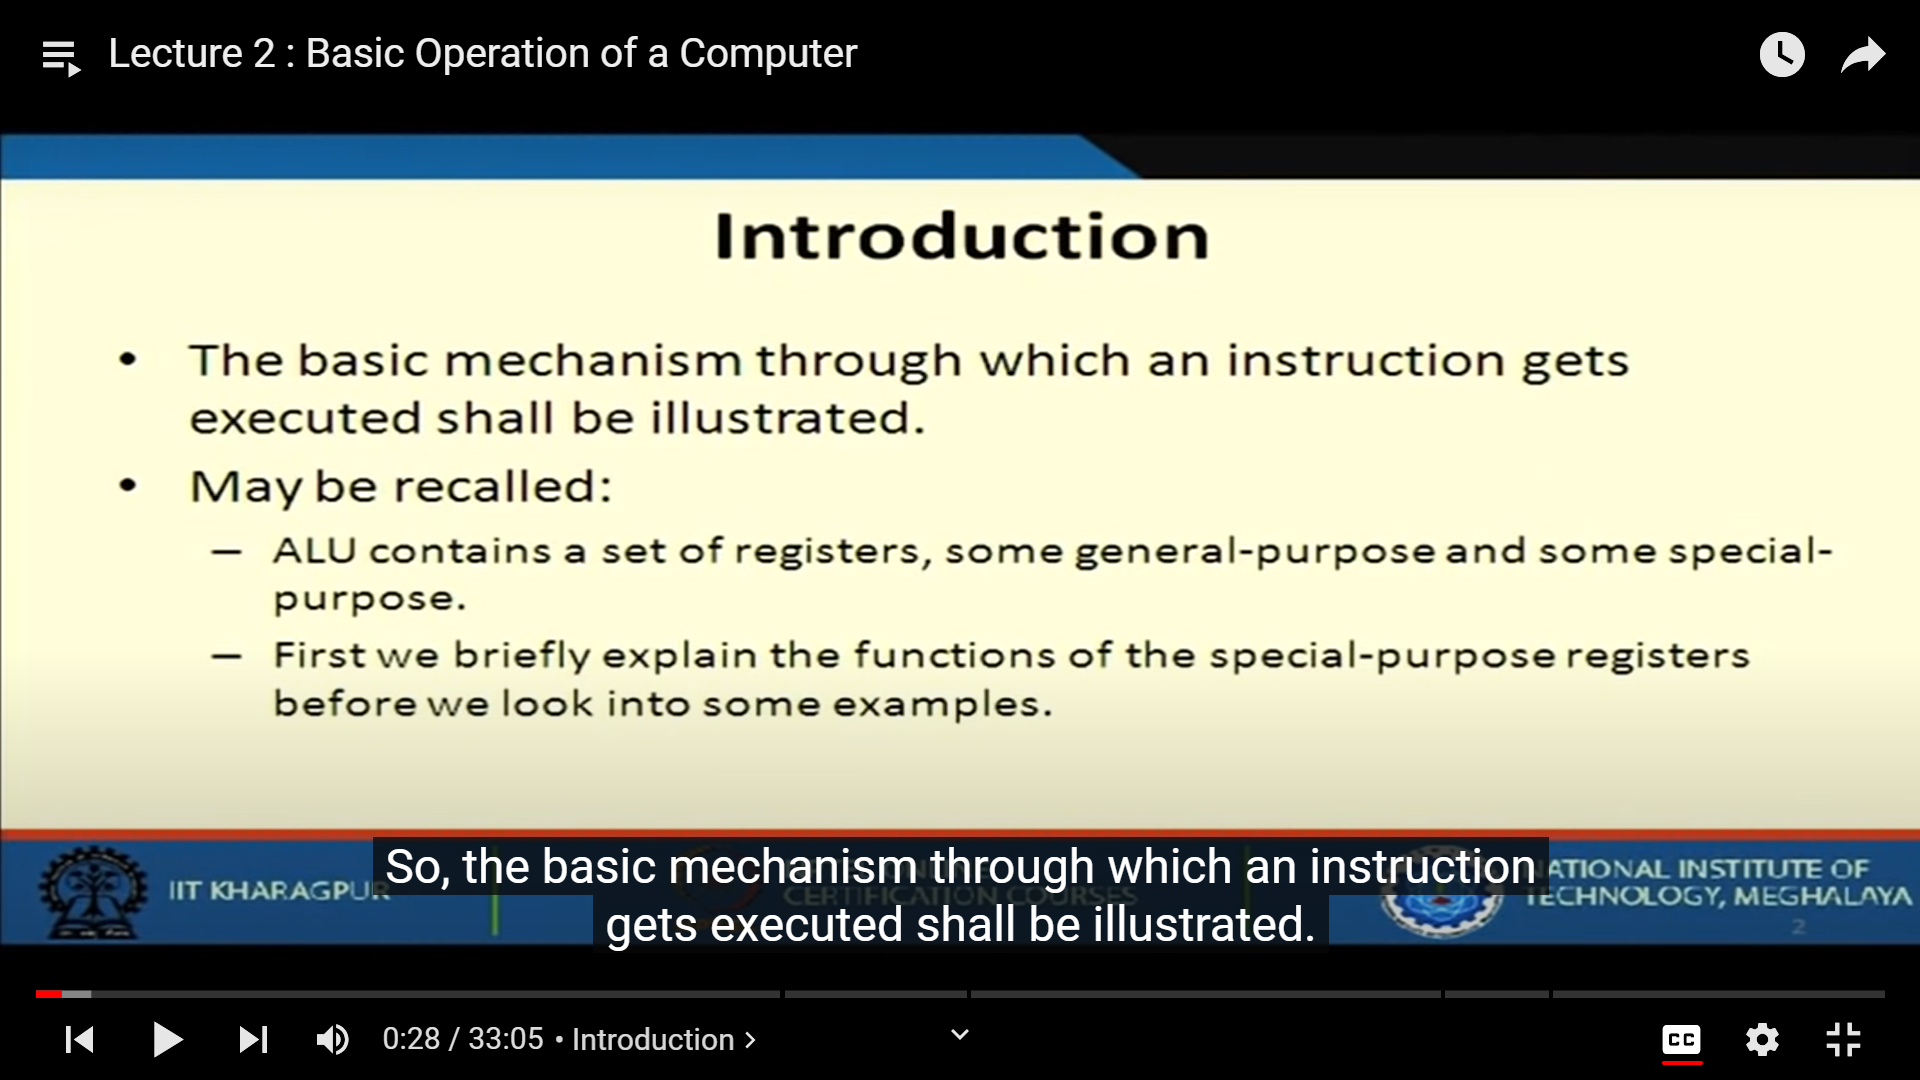 Lecture 2 : Basic Operation of a Computer
Introduction
• The basic mechanism through which an instruction gets
executed shall be illustrated.
• May be recalled:
– ALU contains a set of registers, some general-purpose and some special-
purpose.
– First we briefly explain the functions of the special-purpose registers
before we look into some examples.
So, the basic mechanism through which an instruction
gets executed shall be illustrated.
IIT KHARAGPUR
CERTIFICATION COURSES
NATIONAL INSTITUTE OF
TECHNOLOGY, MEGHALAYA
2
0:28 / 33:05 • Introduction ›
CC